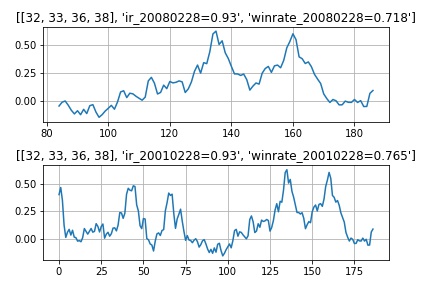 [[32, 33, 36, 38], 'ir_20080228=0.93', 'winrate_20080228=0.718']
0.50
0.25
0.00
80 100 120 140 160 180
[[32, 33, 36, 38], 'ir_20010228=0.93', 'winrate_20010228=0.765']
0.50
0.25
0.00
0 25 50 75 100 125 150 175